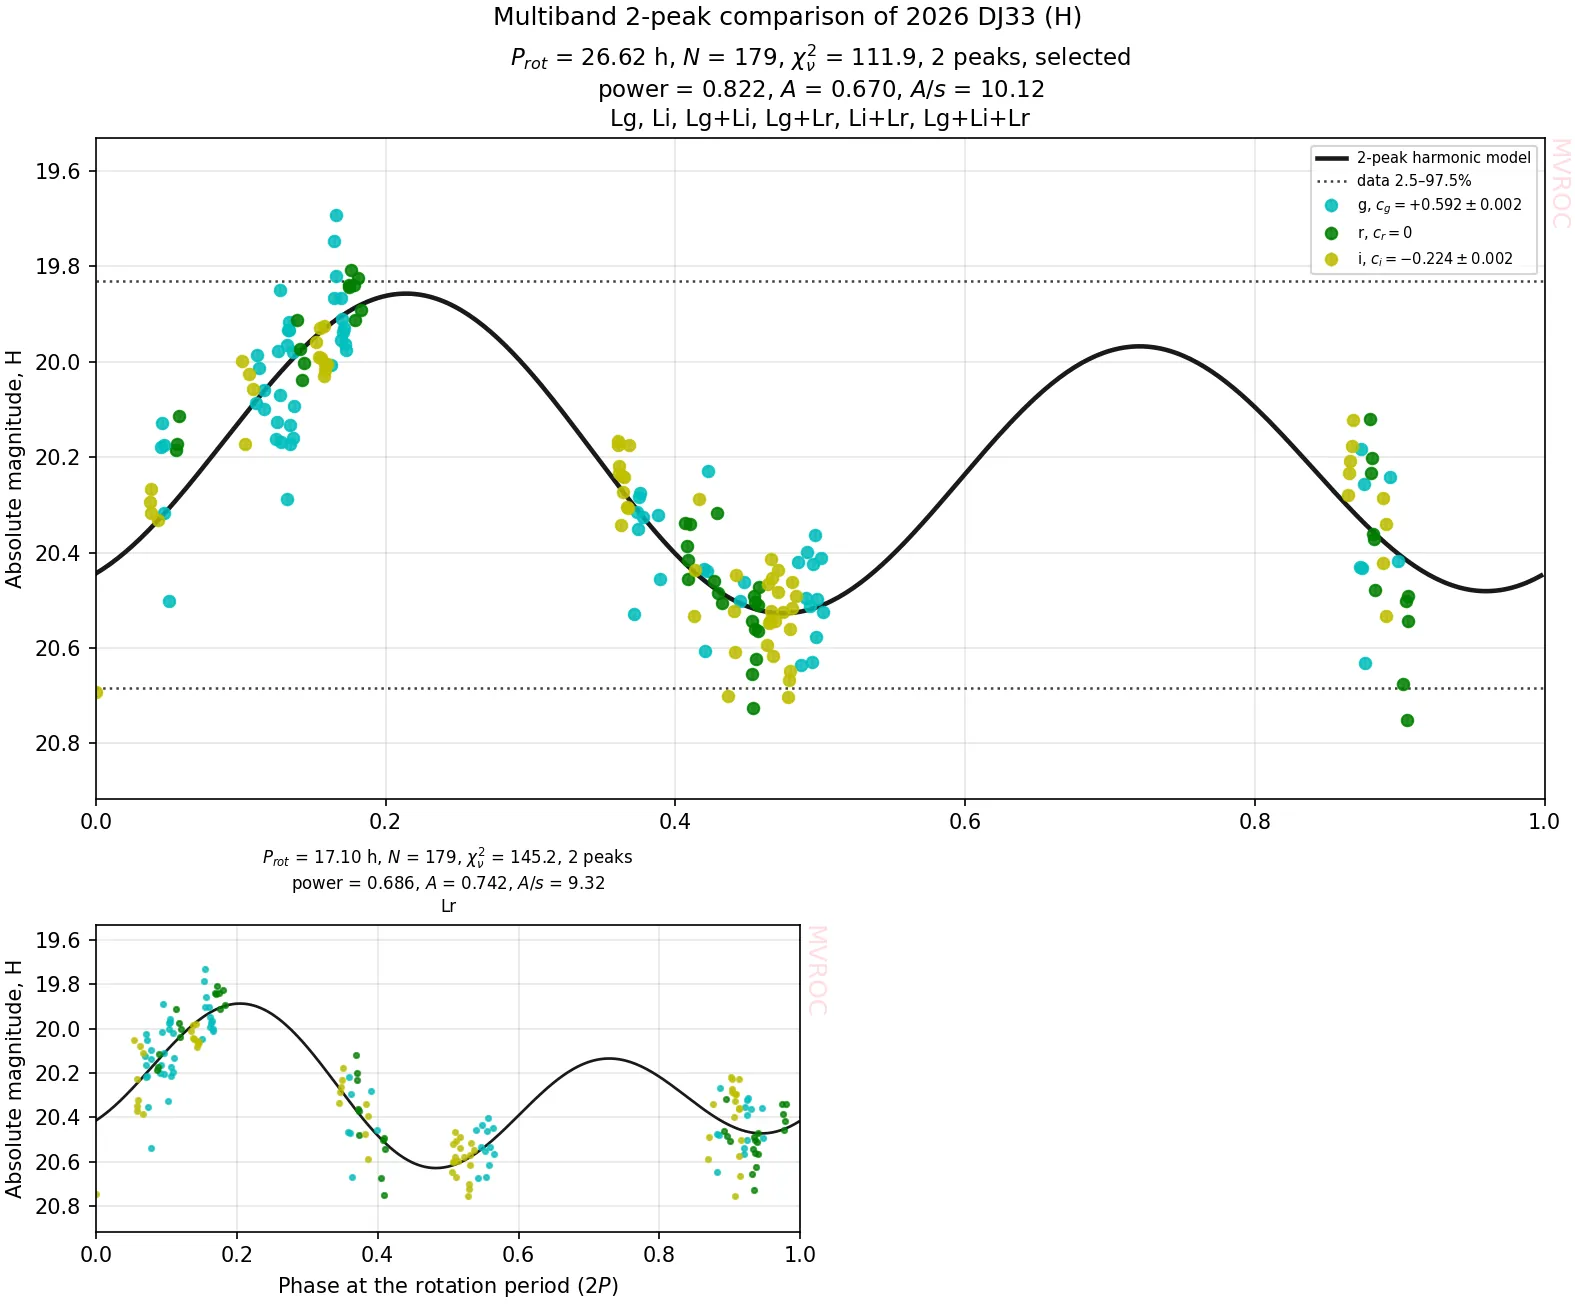 Multiband 2-peak comparison of 2026 DJ33 (H)
P_rot = 26.62 h, N = 179, χ²_ν = 111.9, 2 peaks, selected
power = 0.822, A = 0.670, A/s = 10.12
Lg, Li, Lg+Li, Lg+Lr, Li+Lr, Lg+Li+Lr
2-peak harmonic model
data 2.5–97.5%
g, c_g = +0.592 ± 0.002
r, c_r = 0
i, c_i = −0.224 ± 0.002
MVROC
Absolute magnitude, H
19.6
19.8
20.0
20.2
20.4
20.6
20.8
0.0 0.2 0.4 0.6 0.8 1.0
P_rot = 17.10 h, N = 179, χ²_ν = 145.2, 2 peaks
power = 0.686, A = 0.742, A/s = 9.32
Lr
MVROC
Absolute magnitude, H
19.6
19.8
20.0
20.2
20.4
20.6
20.8
0.0 0.2 0.4 0.6 0.8 1.0
Phase at the rotation period (2P)